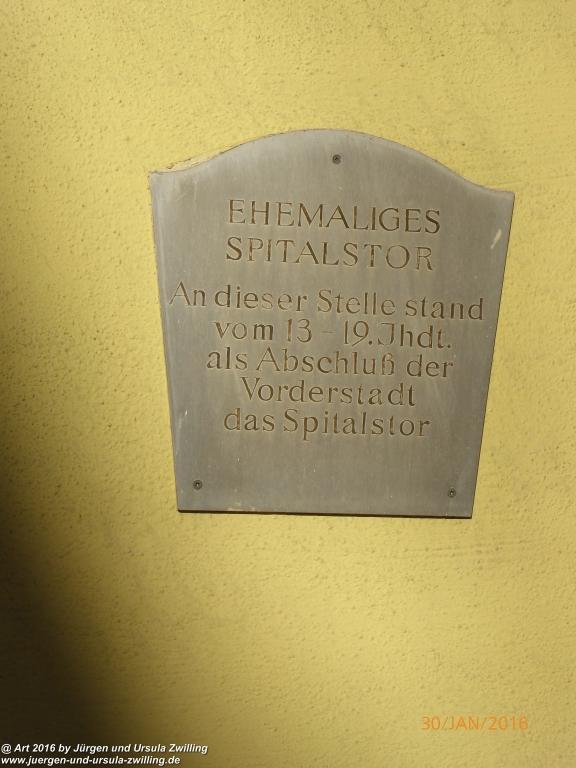 EHEMALIGES
SPITALSTOR
An dieser Stelle stand
vom 13 - 19. Jhdt.
als Abschluß der
Vorderstadt
das Spitalstor
30/JAN/2016
@ Art 2016 by Jürgen und Ursula Zwilling
www.juergen-und-ursula-zwilling.de